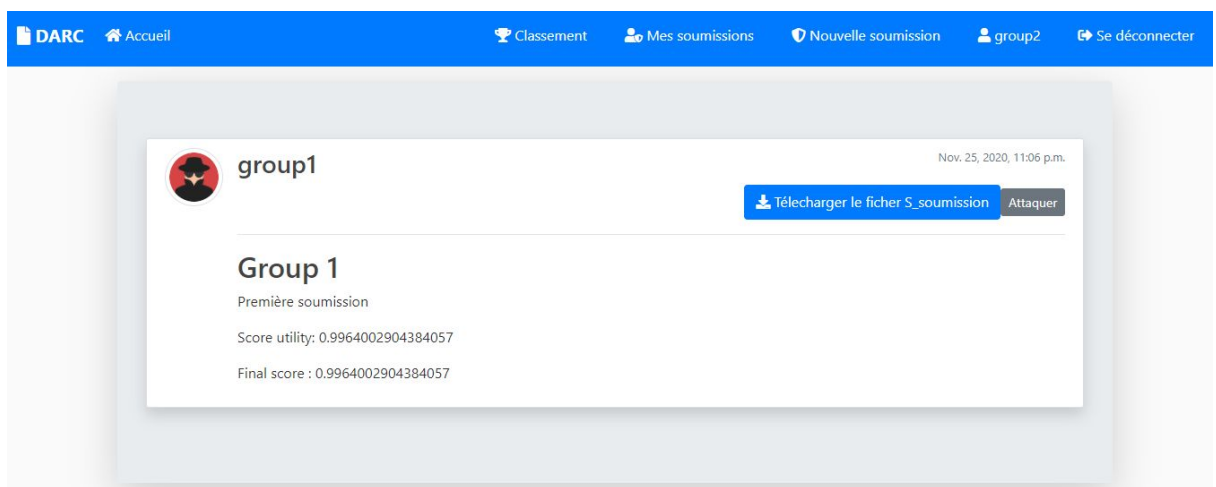 DARC Accueil Classement Mes soumissions Nouvelle soumission group2 Se déconnecter
group1
Nov. 25, 2020, 11:06 p.m.
Télecharger le ficher S_soumission Attaquer
Group 1
Première soumission
Score utility: 0.9964002904384057
Final score : 0.9964002904384057